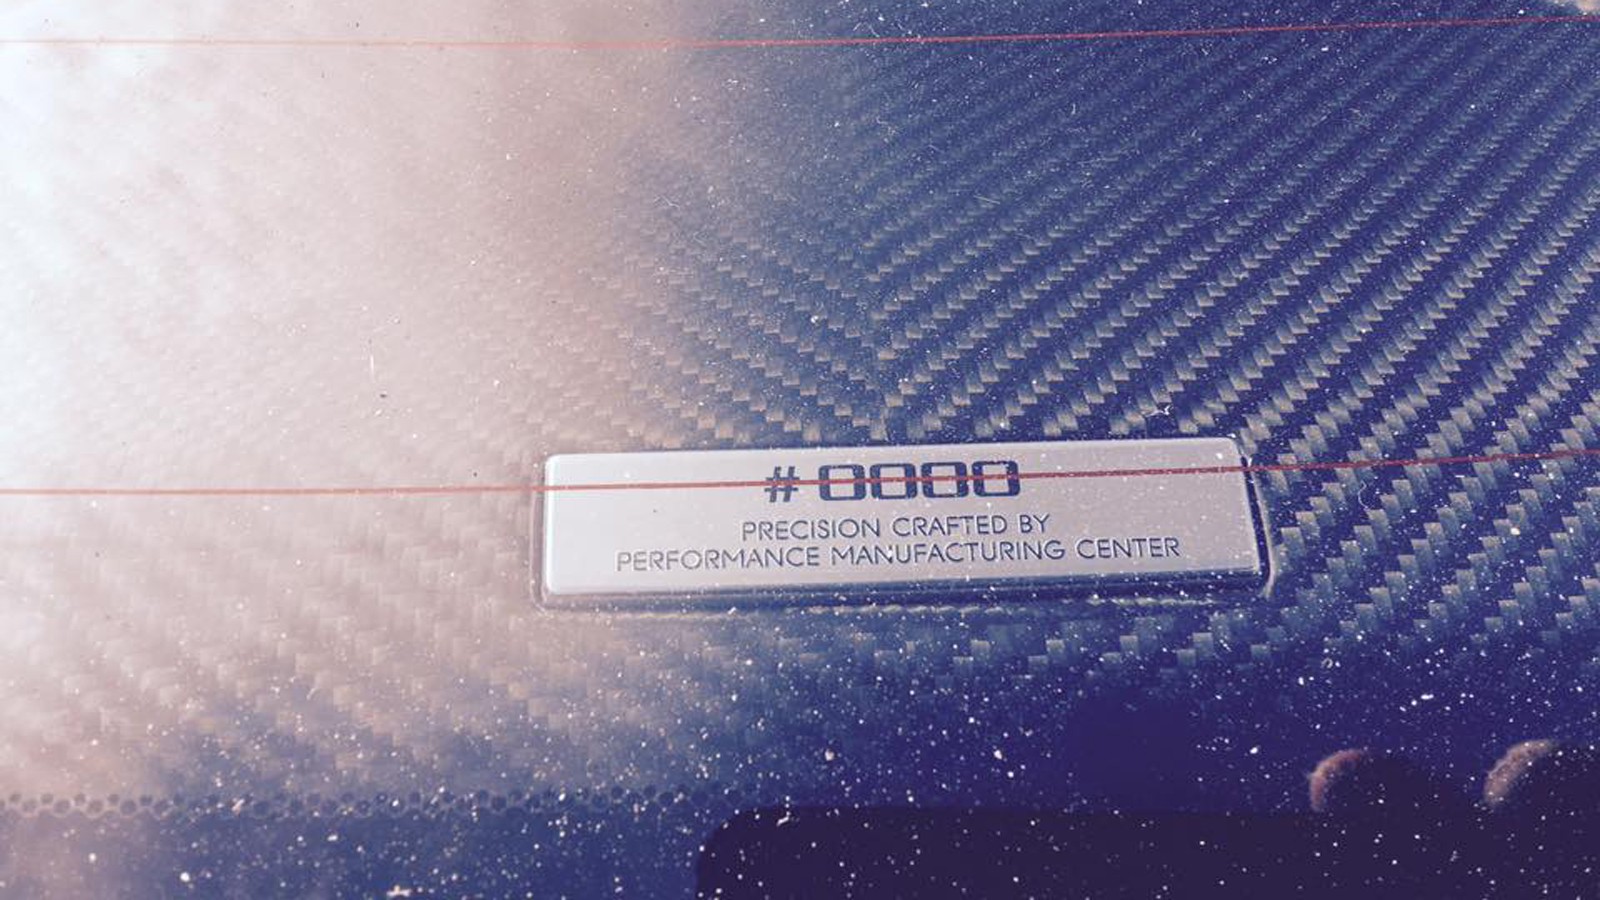 # 0000
PRECISION CRAFTED BY
PERFORMANCE MANUFACTURING CENTER